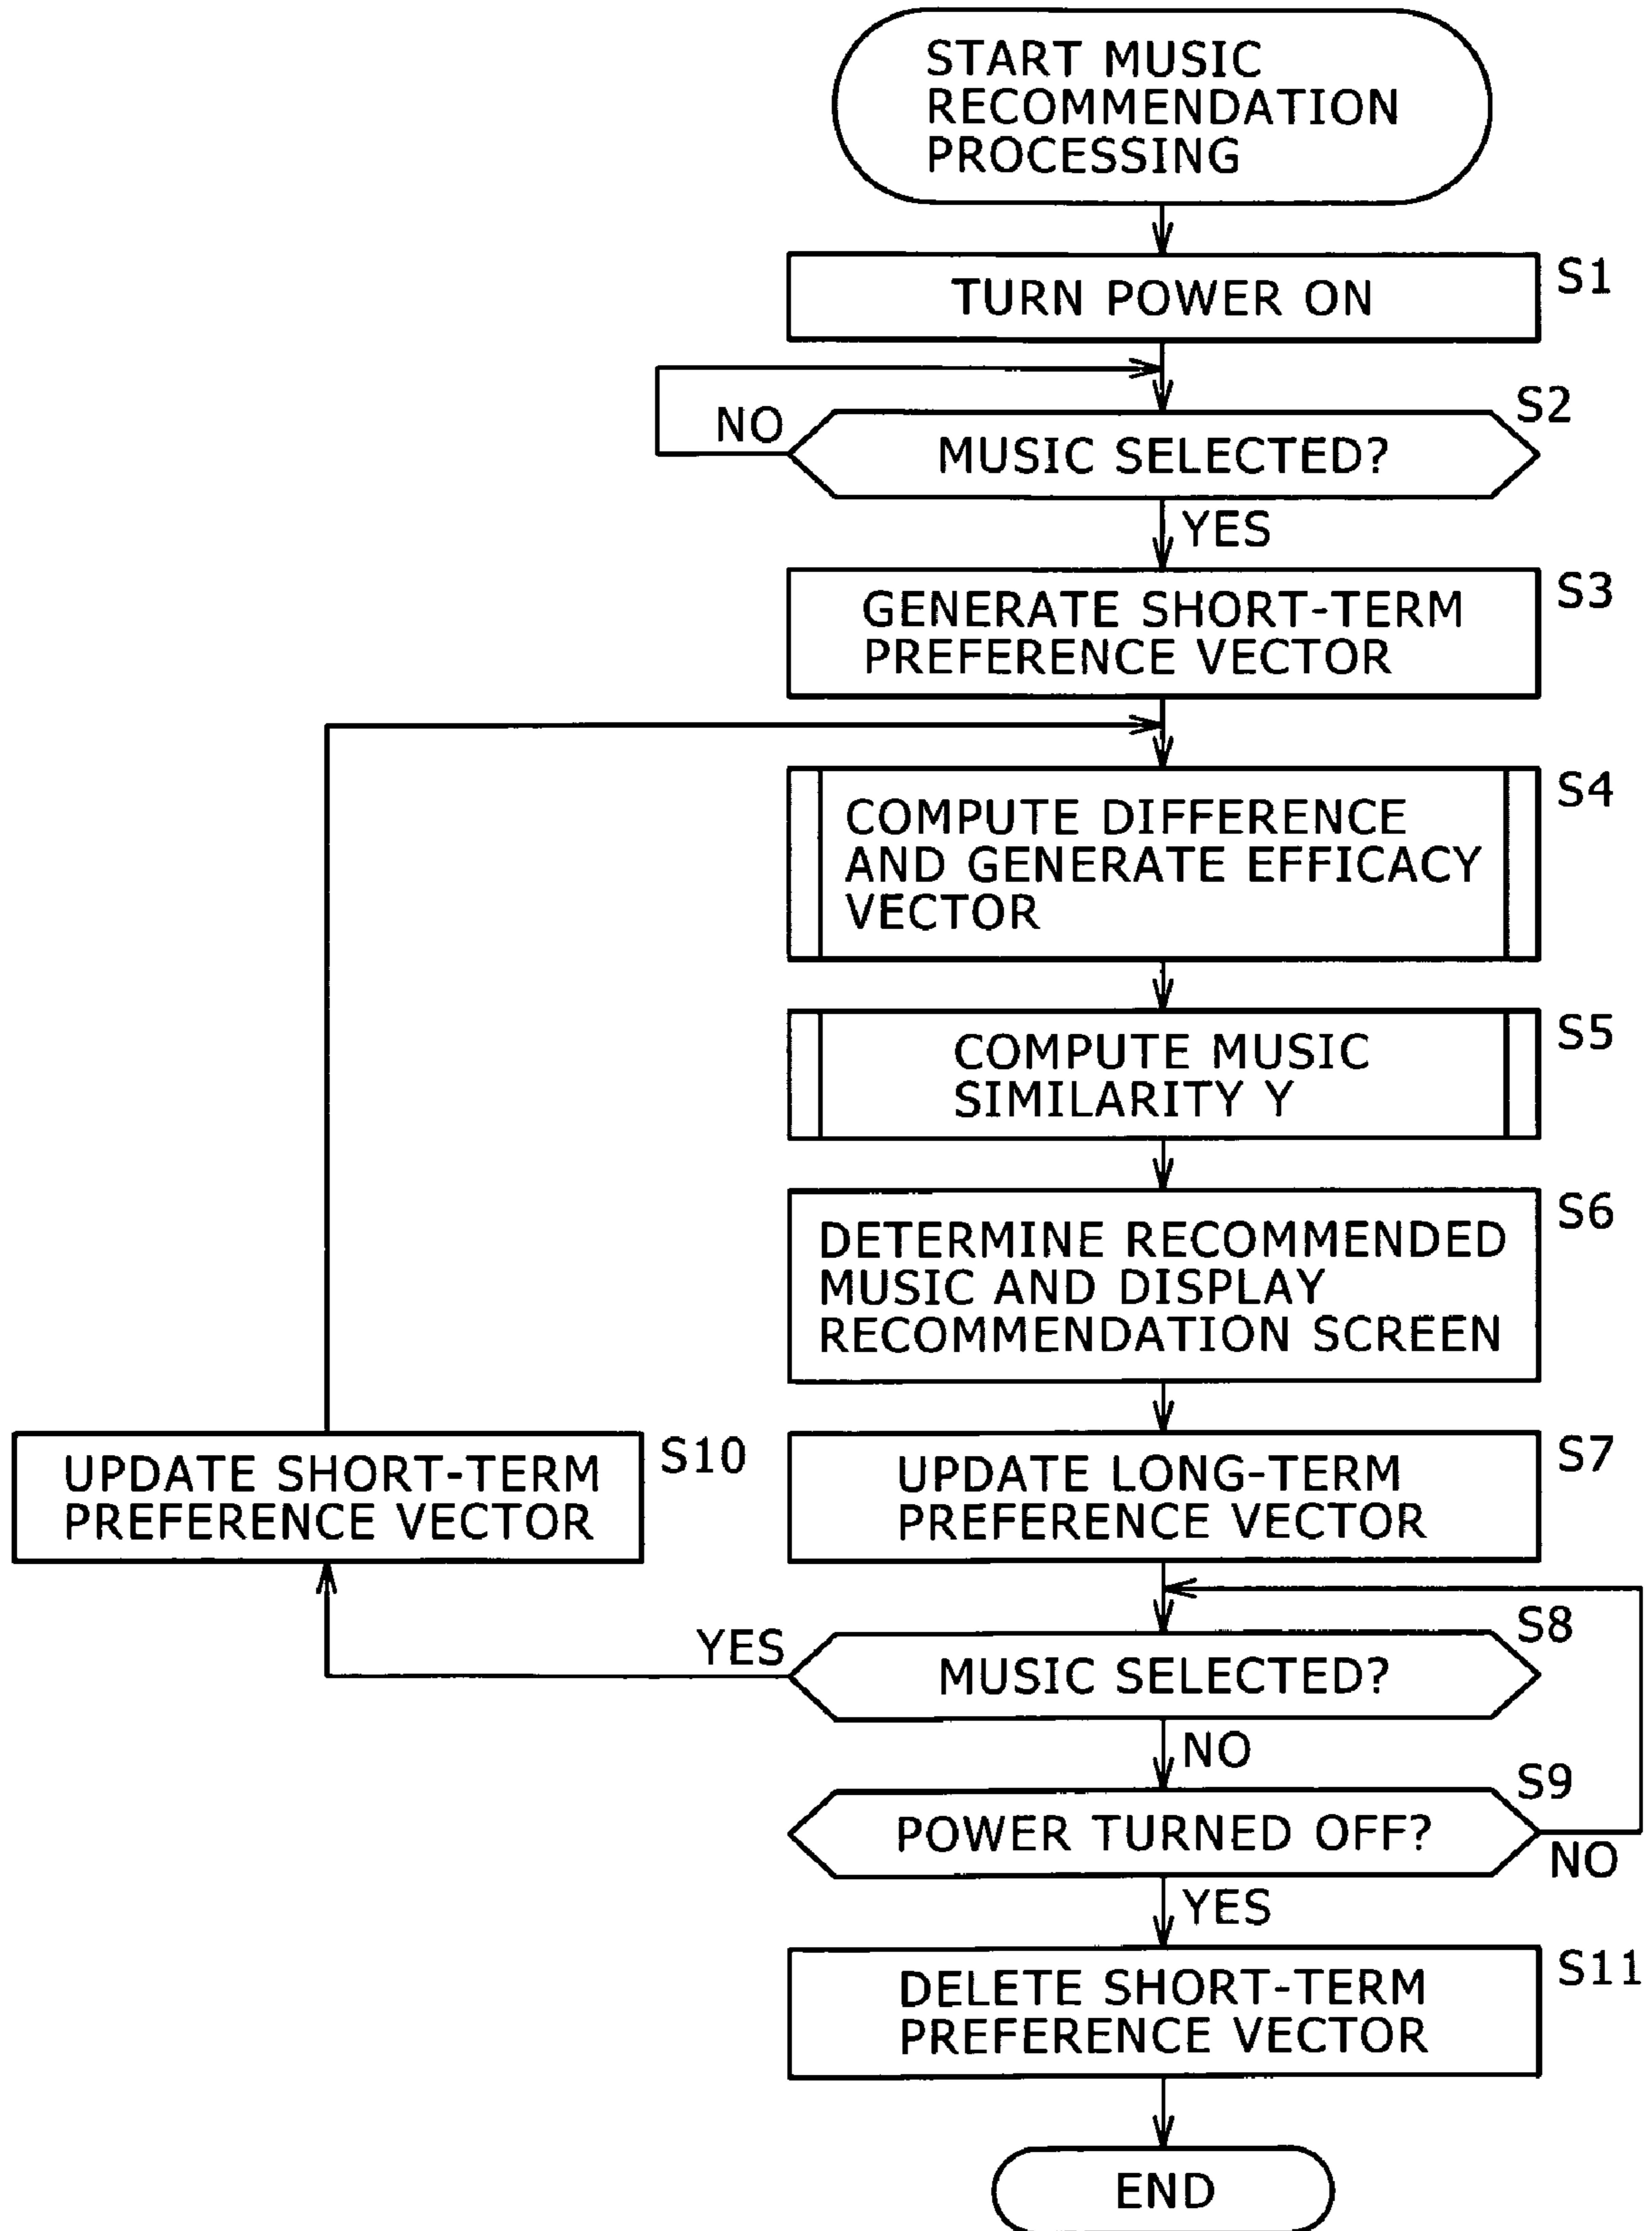 START MUSIC
RECOMMENDATION
PROCESSING
TURN POWER ON
S1
NO
MUSIC SELECTED?
S2
YES
GENERATE SHORT-TERM
PREFERENCE VECTOR
S3
COMPUTE DIFFERENCE
AND GENERATE EFFICACY
VECTOR
S4
COMPUTE MUSIC
SIMILARITY Y
S5
DETERMINE RECOMMENDED
MUSIC AND DISPLAY
RECOMMENDATION SCREEN
S6
UPDATE SHORT-TERM
PREFERENCE VECTOR
S10
UPDATE LONG-TERM
PREFERENCE VECTOR
S7
YES
MUSIC SELECTED?
S8
NO
POWER TURNED OFF?
S9
NO
YES
DELETE SHORT-TERM
PREFERENCE VECTOR
S11
END